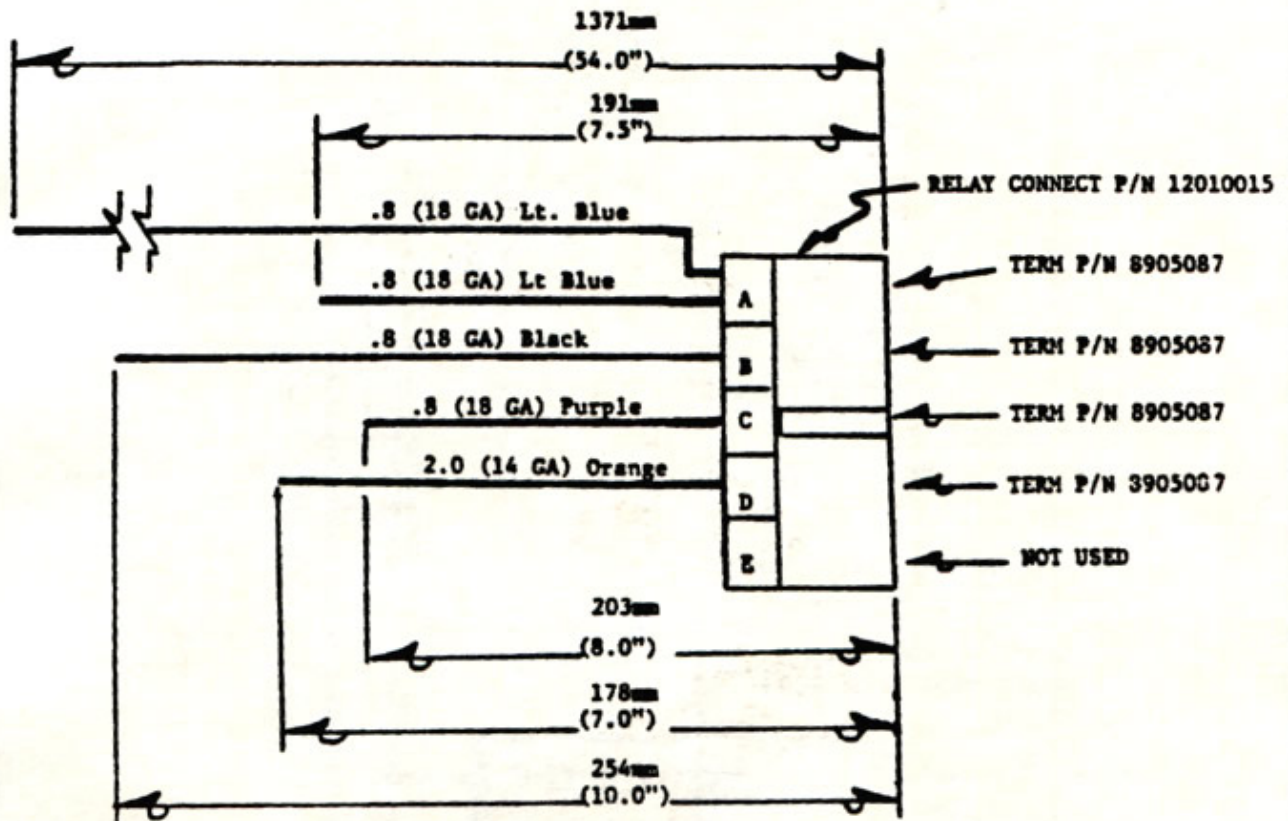 1371mm
(54.0")
191mm
(7.5")
RELAY CONNECT P/N 12010015
.8 (18 GA) Lt. Blue
TERM P/N 8905087
.8 (18 GA) Lt Blue
A
.8 (18 GA) Black
TERM P/N 8905087
B
.8 (18 GA) Purple
C
TERM P/N 8905087
2.0 (14 GA) Orange
D
TERM P/N 3905087
E
NOT USED
203mm
(8.0")
178mm
(7.0")
254mm
(10.0")